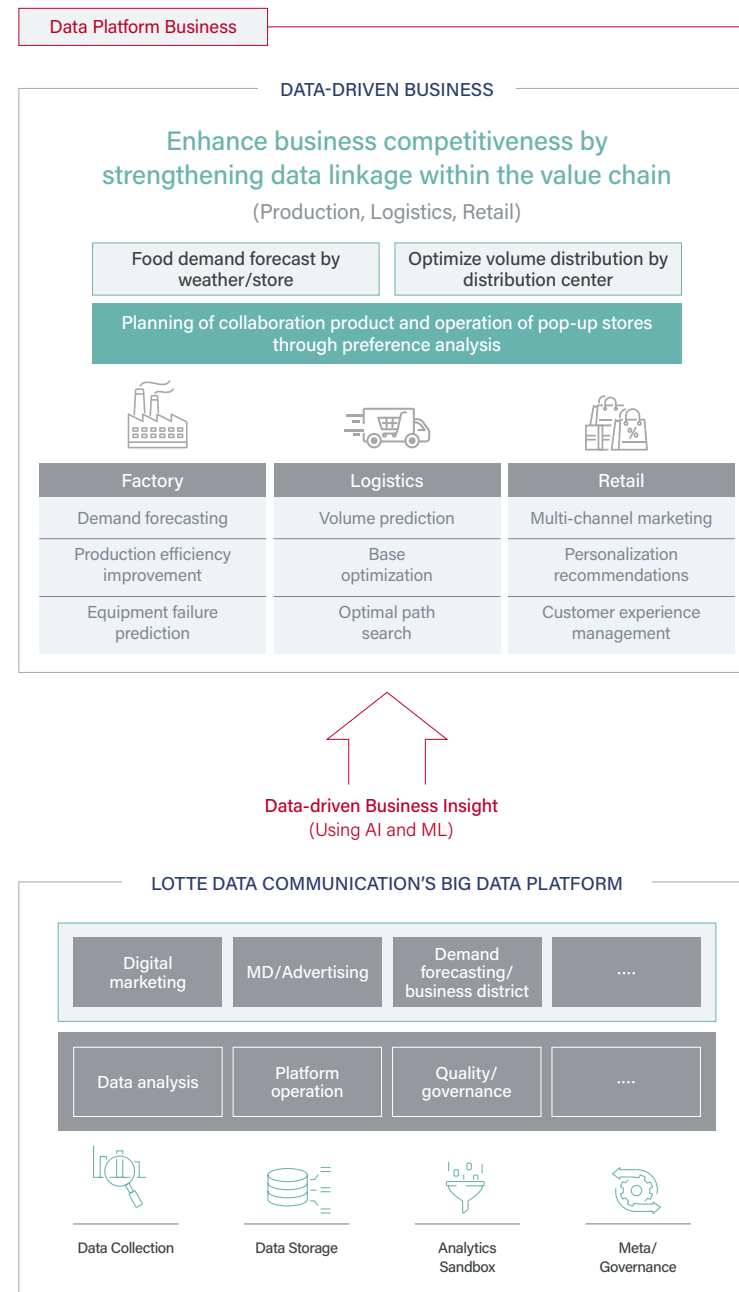 Data Platform Business
DATA-DRIVEN BUSINESS
Enhance business competitiveness by
strengthening data linkage within the value chain
(Production, Logistics, Retail)
Food demand forecast by
weather/store
Optimize volume distribution by
distribution center
Planning of collaboration product and operation of pop-up stores
through preference analysis
%
Factory
Demand forecasting
Production efficiency
improvement
Equipment failure
prediction
Logistics
Volume prediction
Base
optimization
Optimal path
search
Retail
Multi-channel marketing
Personalization
recommendations
Customer experience
management
Data-driven Business Insight
(Using AI and ML)
LOTTE DATA COMMUNICATION'S BIG DATA PLATFORM
Digital
marketing
MD/Advertising
Demand
forecasting/
business district
....
Data analysis
Platform
operation
Quality/
governance
....
Data Collection
Data Storage
Analytics
Sandbox
Meta/
Governance